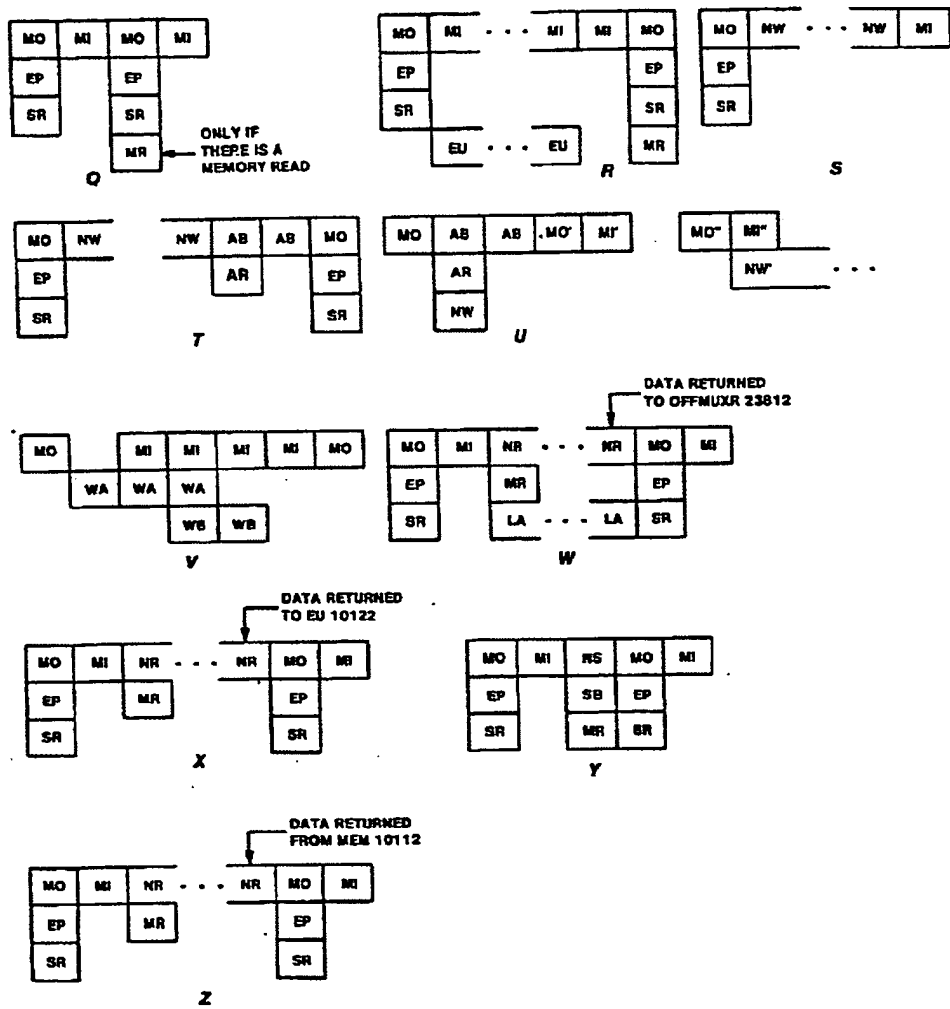 MO MI MO MI
EP EP
SR SR
MR
ONLY IF
THERE IS A
MEMORY READ
Q
MO MI · · · MI MI MO
EP EP
SR SR
EU · · · EU MR
R
MO NW · · · NW MI
EP
SR
S
MO NW NW AB AB MO
EP AR EP
SR SR
T
MO AB AB MO' MI'
AR
NW
U
MO" MI"
NW' · · ·
MO MI MI MI MI MO
WA WA WA
WB WB
V
DATA RETURNED
TO OFFMUXR 23812
MO MI NR · · · NR MO MI
EP MR EP
SR LA · · · LA SR
W
DATA RETURNED
TO EU 10122
MO MI NR · · · NR MO MI
EP MR EP
SR SR
X
MO MI NS MO MI
EP SB EP
SR MR SR
Y
DATA RETURNED
FROM MEM 10112
MO MI NR · · · NR MO MI
EP MR EP
SR SR
Z